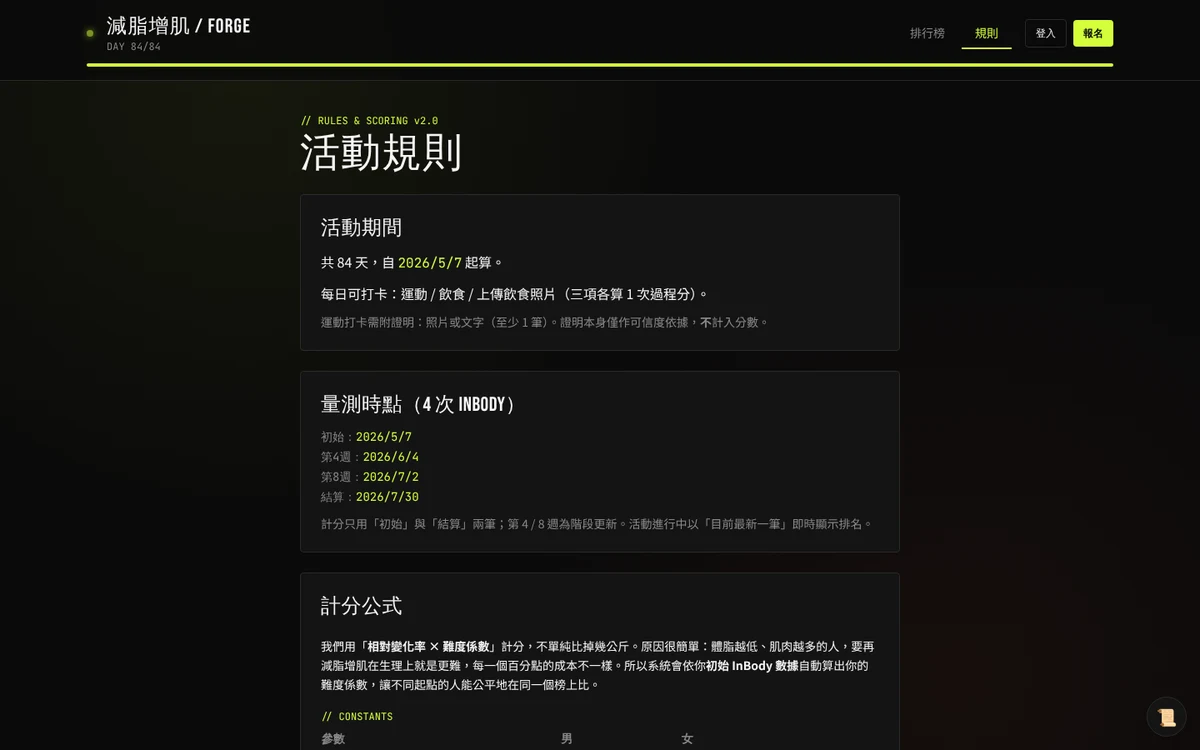 減脂增肌 / FORGE
DAY 84/84
排行榜
規則
登入
報名
// RULES & SCORING v2.0
活動規則
活動期間
共 84 天，自 2026/5/7 起算。
每日可打卡：運動 / 飲食 / 上傳飲食照片（三項各算 1 次過程分）。
運動打卡需附證明：照片或文字（至少 1 筆）。證明本身僅作可信度依據，不計入分數。
量測時點（4 次 INBODY）
初始：2026/5/7
第4週：2026/6/4
第8週：2026/7/2
結算：2026/7/30
計分只用「初始」與「結算」兩筆；第 4 / 8 週為階段更新。活動進行中以「目前最新一筆」即時顯示排名。
計分公式
我們用「相對變化率 × 難度係數」計分，不單純比掉幾公斤。原因很簡單：體脂越低、肌肉越多的人，要再
減脂增肌在生理上就是更難，每一個百分點的成本不一樣。所以系統會依你初始 InBody 數據自動算出你的
難度係數，讓不同起點的人能公平地在同一個榜上比。
// CONSTANTS
參數 男 女